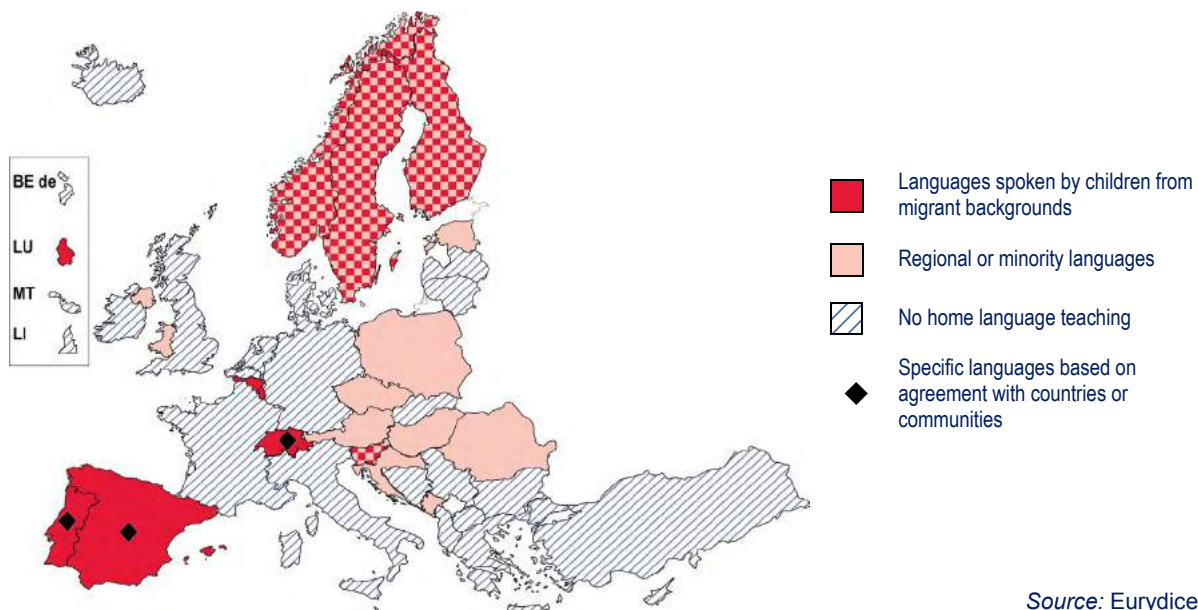 BE de
LU
MT
LI
Languages spoken by children from
migrant backgrounds
Regional or minority languages
No home language teaching
Specific languages based on
agreement with countries or
communities
Source: Eurydice